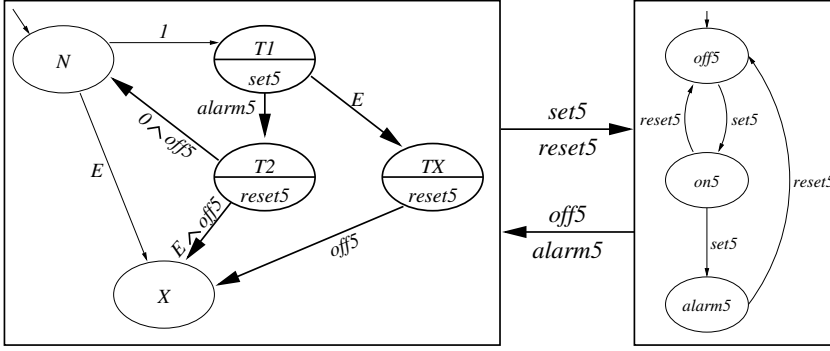 N
1
T1
set5
alarm5
E
0 ∧ off5
E
T2
reset5
TX
reset5
E ∧ off5
off5
X
set5
reset5
off5
alarm5
off5
reset5
set5
on5
reset5
set5
alarm5